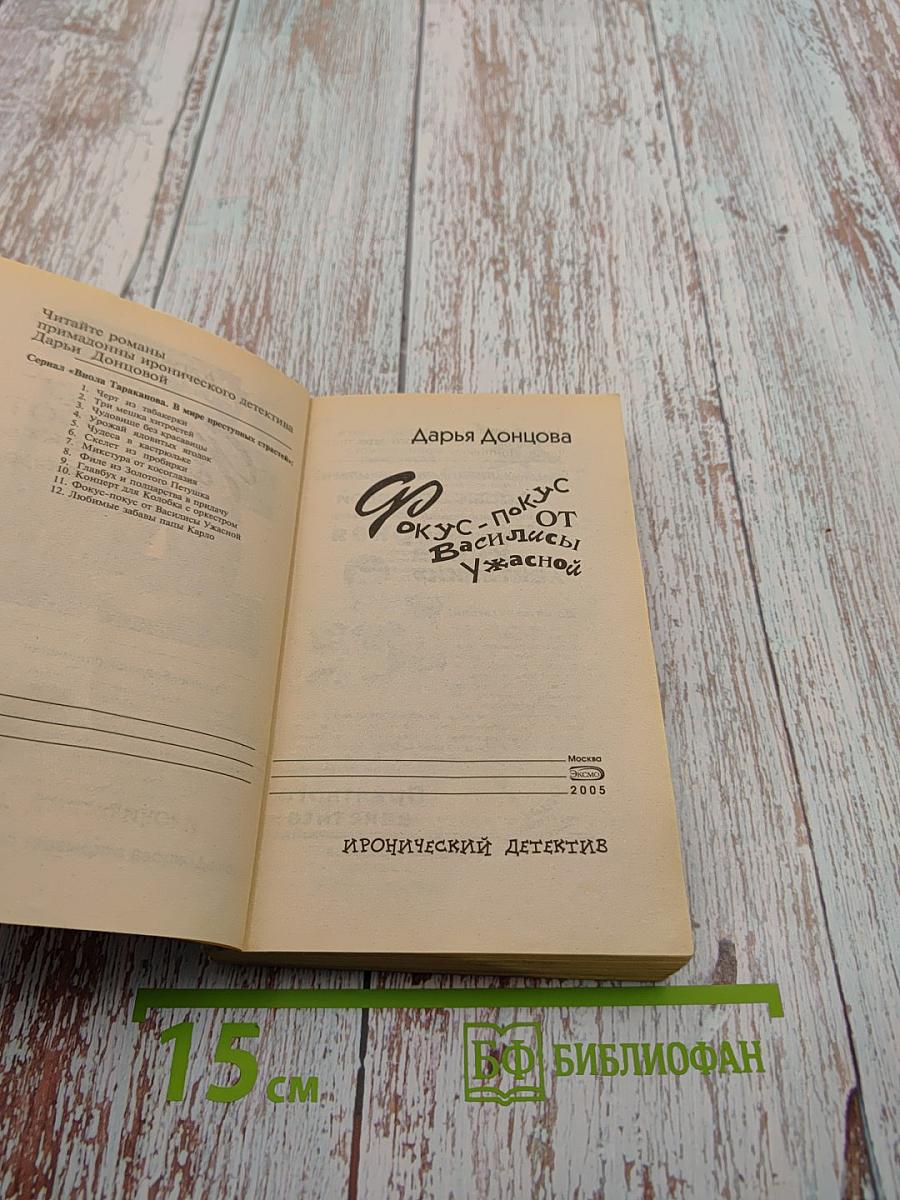 Читайте романы
примадонны иронического детектива
Дарьи Донцовой
Сериал «Виола Тараканова. В мире преступных страстей»:
1. Черт из табакерки
2. Три мешка хитростей
3. Чудовище без красавицы
4. Урожай ядовитых ягодок
5. Чудеса в кастрюльке
6. Скелет из пробирки
7. Микстура от косоглазия
8. Филе из Золотого Петушка
9. Главбух и полцарства в придачу
10. Концерт для Колобка с оркестром
11. Фокус-покус от Василисы Ужасной
12. Любимые забавы папы Карло
Дарья Донцова
Фокус-покус
от
Василисы
Ужасной
Москва
ЭКСМО
2005
ИРОНИЧЕСКИЙ ДЕТЕКТИВ
15 см
БФ БИБЛИОФАН